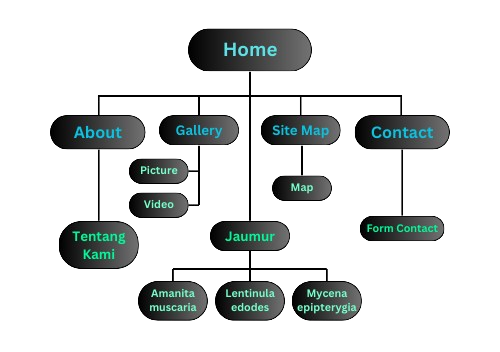 Home
About
Gallery
Site Map
Contact
Picture
Video
Map
Tentang
Kami
Jaumur
Form Contact
Amanita
muscaria
Lentinula
edodes
Mycena
epipterygia